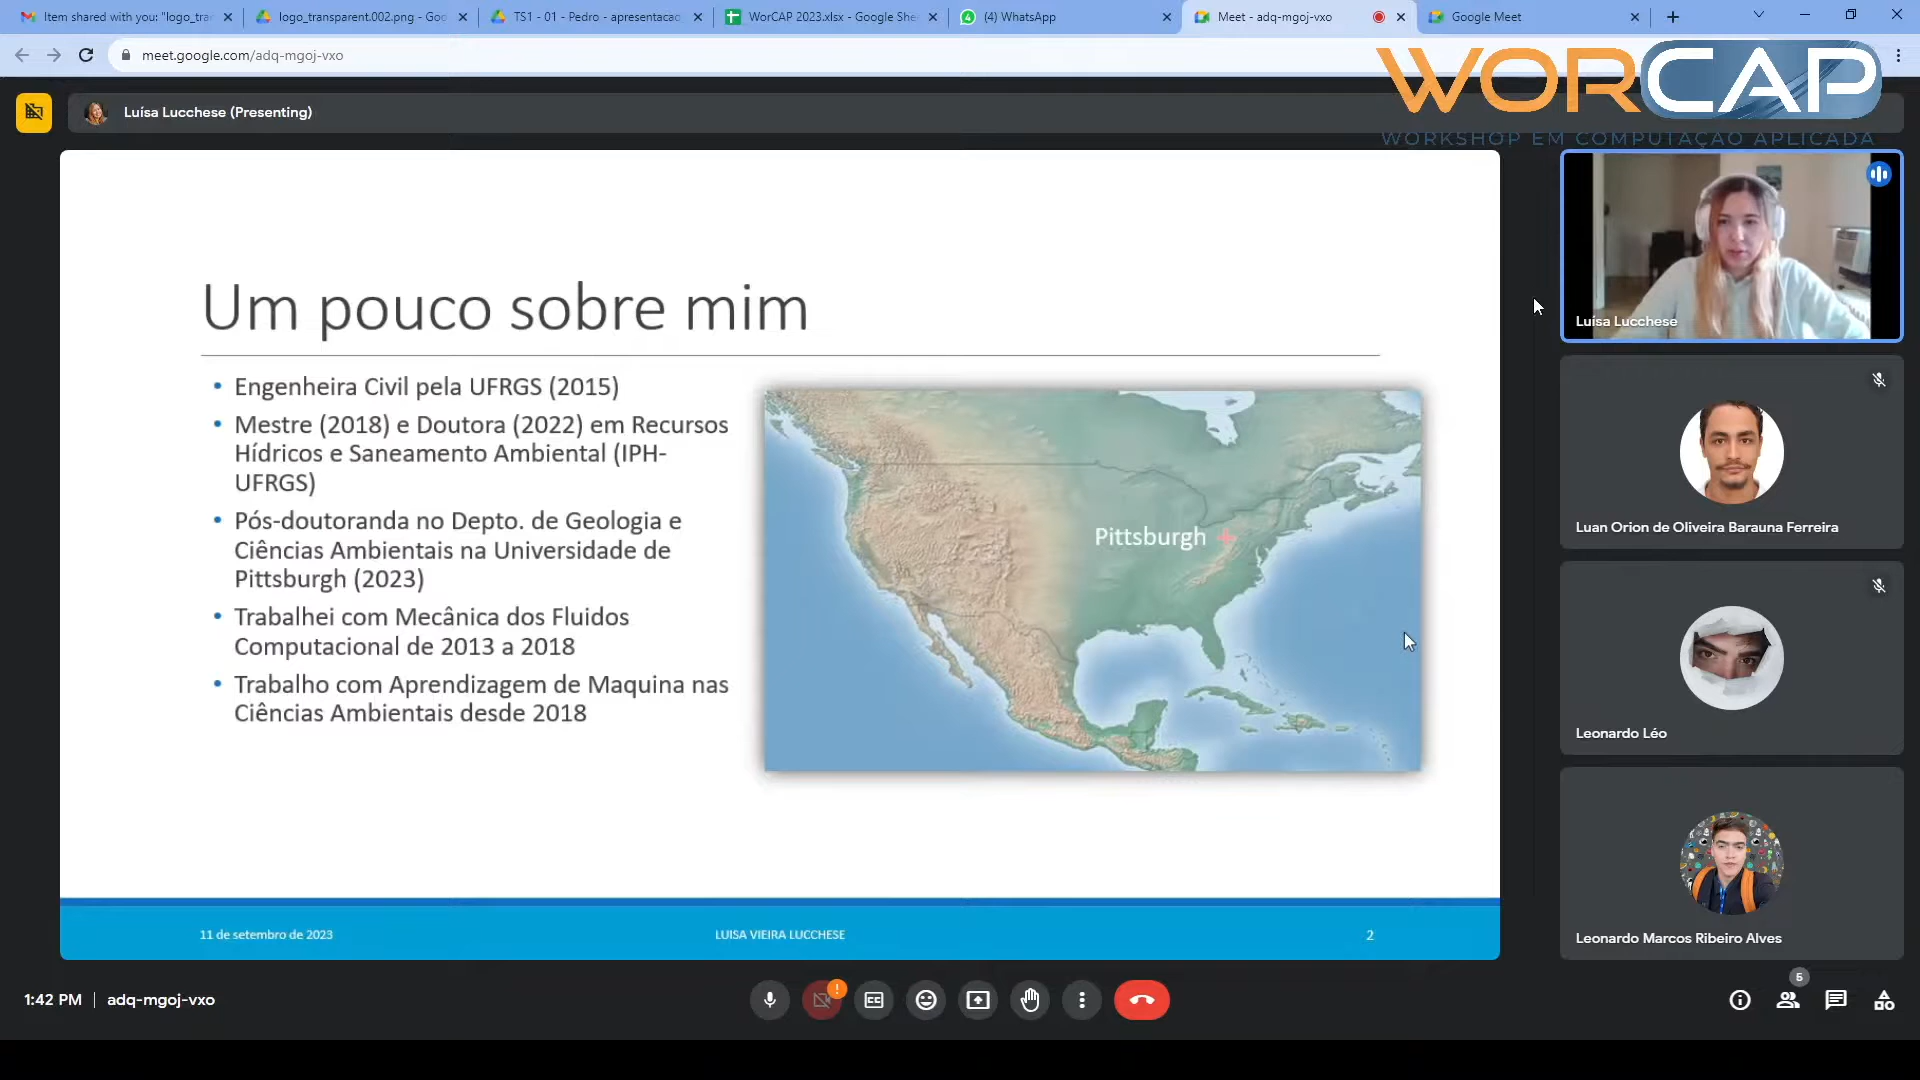 Item shared with you: "logo_tran
logo_transparent.002.png - Goo
TS1 - 01 - Pedro - apresentacao
WorCAP 2023.xlsx - Google She
(4) WhatsApp
Meet - adq-mgoj-vxo
Google Meet
meet.google.com/adq-mgoj-vxo
WORCAP
WORKSHOP EM COMPUTAÇÃO APLICADA
Luísa Lucchese (Presenting)
Um pouco sobre mim
• Engenheira Civil pela UFRGS (2015)
• Mestre (2018) e Doutora (2022) em Recursos
Hídricos e Saneamento Ambiental (IPH-
UFRGS)
• Pós-doutoranda no Depto. de Geologia e
Ciências Ambientais na Universidade de
Pittsburgh (2023)
• Trabalhei com Mecânica dos Fluidos
Computacional de 2013 a 2018
• Trabalho com Aprendizagem de Maquina nas
Ciências Ambientais desde 2018
Pittsburgh
11 de setembro de 2023
LUISA VIEIRA LUCCHESE
2
Luísa Lucchese
Luan Orion de Oliveira Barauna Ferreira
Leonardo Léo
Leonardo Marcos Ribeiro Alves
1:42 PM | adq-mgoj-vxo
5